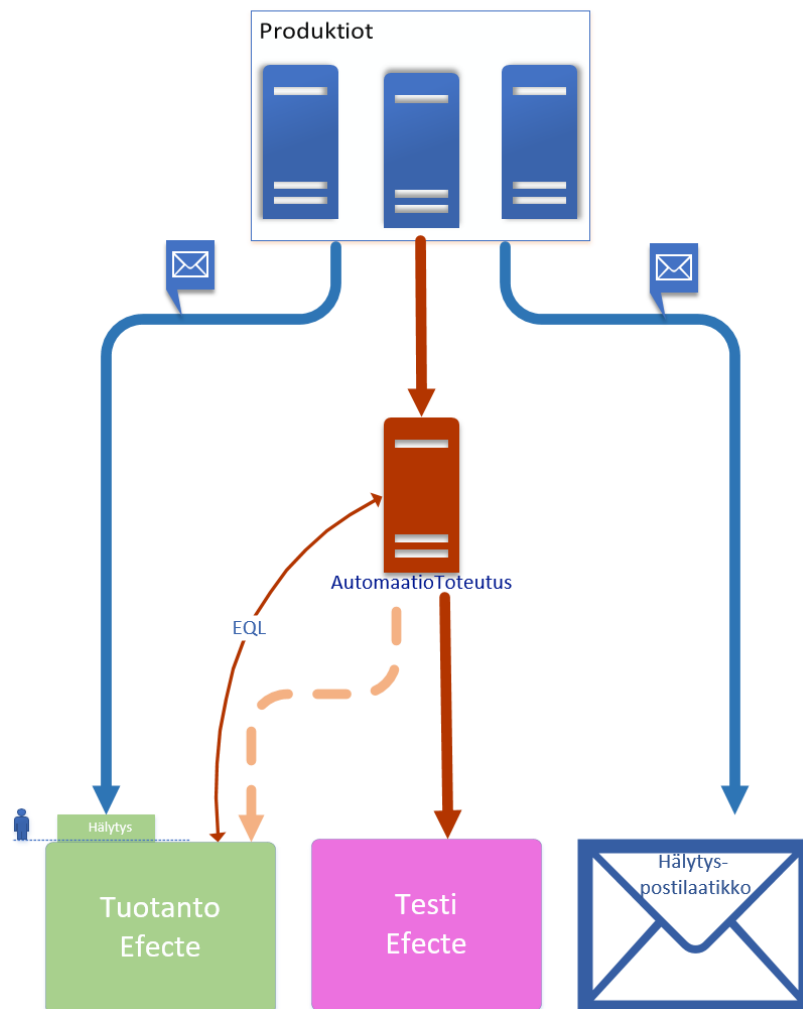 Produktiot
AutomaatioToteutus
EQL
Hälytys
Tuotanto
Efecte
Testi
Efecte
Hälytys-
postilaatikko